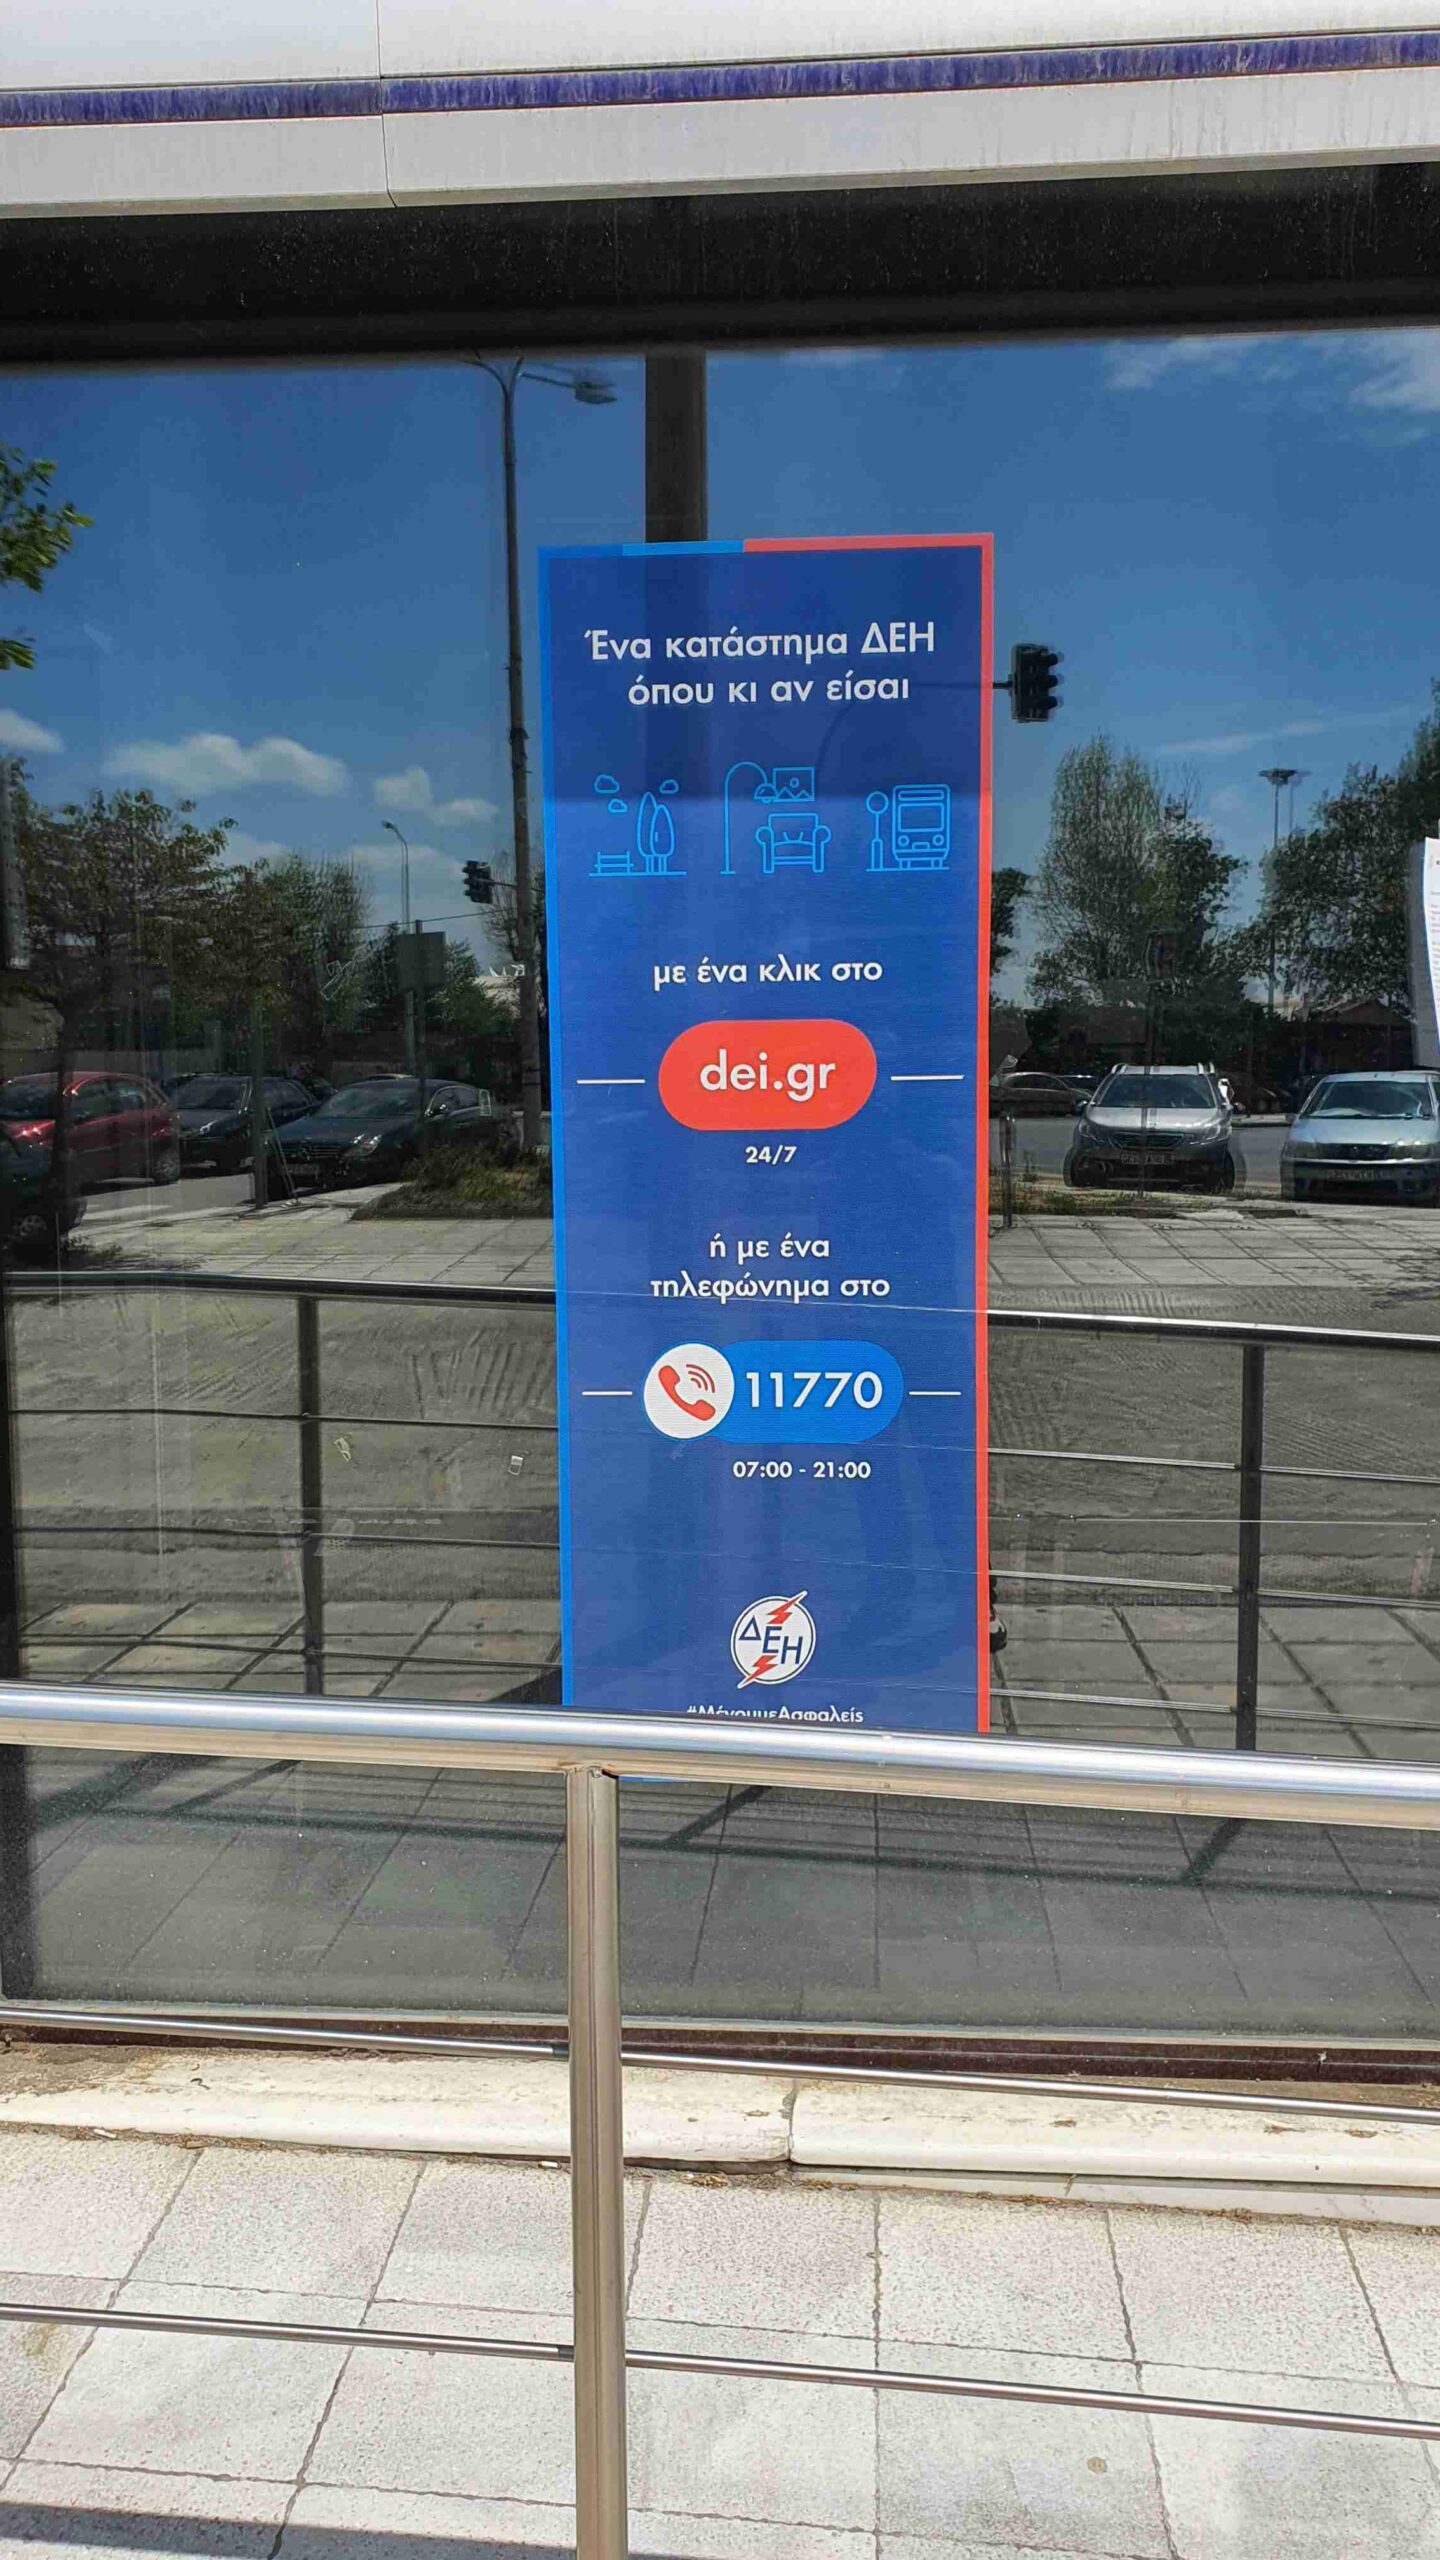 Ένα κατάστημα ΔΕΗ
όπου κι αν είσαι
με ένα κλικ στο
dei.gr
24/7
ή με ένα
τηλεφώνημα στο
11770
07:00 - 21:00
ΔΕΗ
#ΜένουμεΑσφαλείς